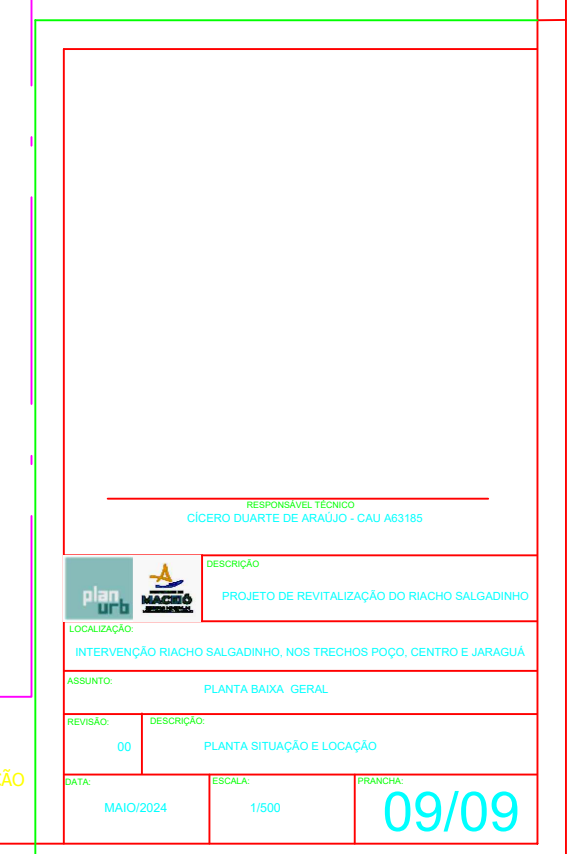 RESPONSÁVEL TÉCNICO
CÍCERO DUARTE DE ARAÚJO - CAU A63185
plan
urb
MACEIÓ
DESCRIÇÃO
PROJETO DE REVITALIZAÇÃO DO RIACHO SALGADINHO
LOCALIZAÇÃO:
INTERVENÇÃO RIACHO SALGADINHO, NOS TRECHOS POÇO, CENTRO E JARAGUÁ
ASSUNTO:
PLANTA BAIXA GERAL
REVISÃO:
00
DESCRIÇÃO:
PLANTA SITUAÇÃO E LOCAÇÃO
DATA:
MAIO/2024
ESCALA:
1/500
PRANCHA:
09/09